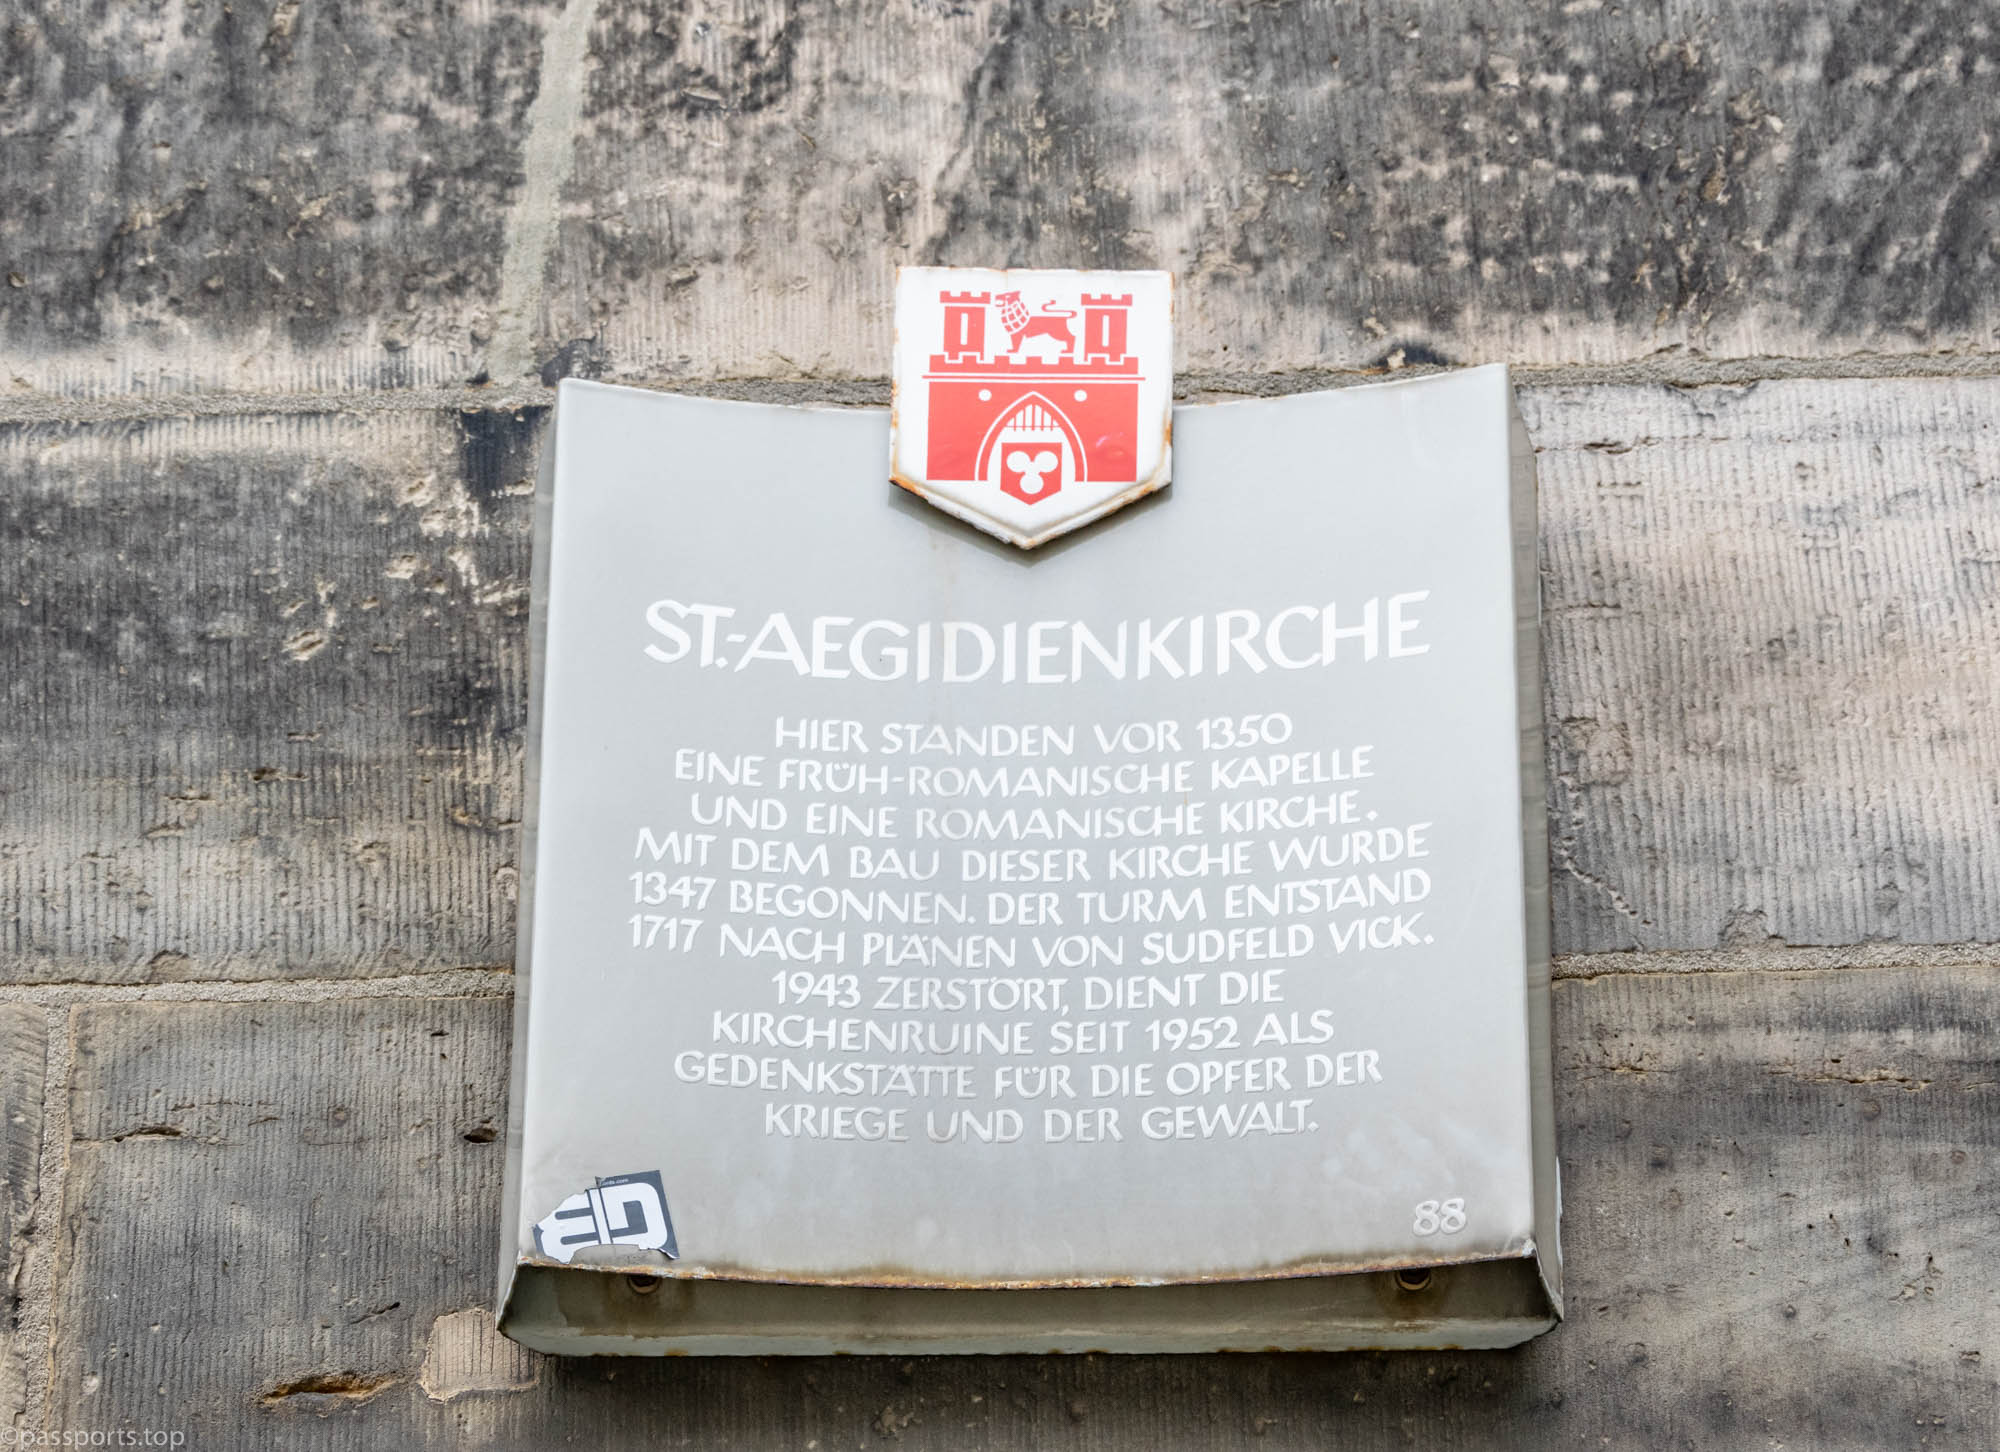 ST.-AEGIDIENKIRCHE
HIER STANDEN VOR 1350
EINE FRÜH-ROMANISCHE KAPELLE
UND EINE ROMANISCHE KIRCHE.
MIT DEM BAU DIESER KIRCHE WURDE
1347 BEGONNEN. DER TURM ENTSTAND
1717 NACH PLÄNEN VON SUDFELD VICK.
1943 ZERSTÖRT, DIENT DIE
KIRCHENRUINE SEIT 1952 ALS
GEDENKSTÄTTE FÜR DIE OPFER DER
KRIEGE UND DER GEWALT.
88
©passports.top